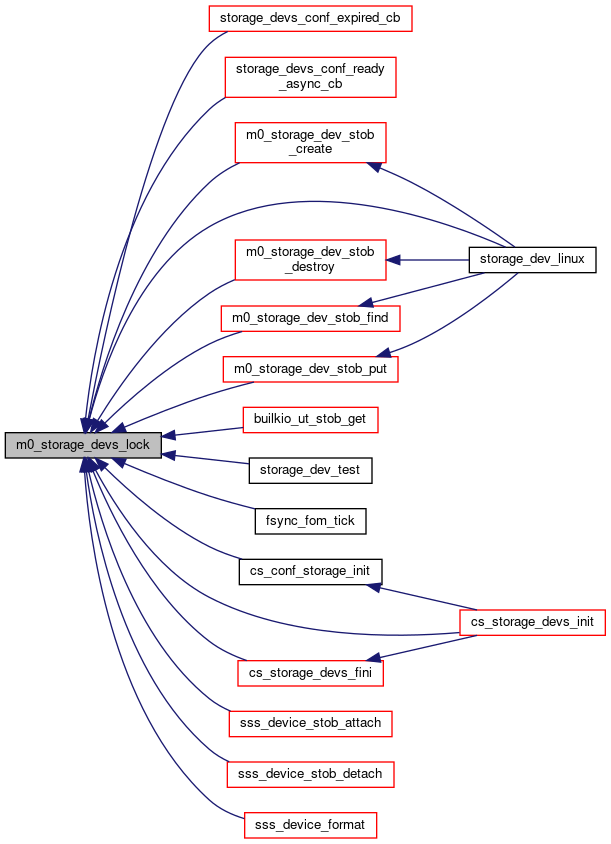 storage_devs_conf_expired_cb
storage_devs_conf_ready
_async_cb
m0_storage_dev_stob
_create
m0_storage_dev_stob
_destroy
storage_dev_linux
m0_storage_dev_stob_find
m0_storage_dev_stob_put
builkio_ut_stob_get
m0_storage_devs_lock
storage_dev_test
fsync_fom_tick
cs_conf_storage_init
cs_storage_devs_init
cs_storage_devs_fini
sss_device_stob_attach
sss_device_stob_detach
sss_device_format